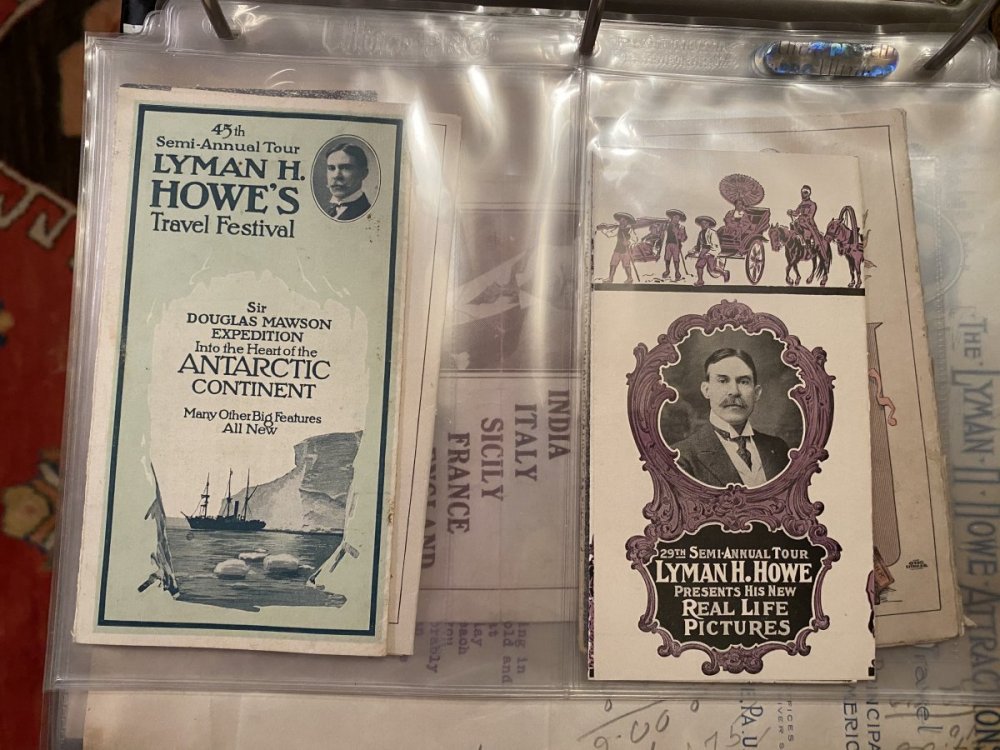 45th
Semi-Annual Tour
LYMAN H.
HOWE'S
Travel Festival
Sir
DOUGLAS MAWSON
EXPEDITION
Into the Heart of the
ANTARCTIC
CONTINENT
Many Other Big Features
All New
INDIA
ITALY
SICILY
FRANCE
ENGLAND
29TH SEMI-ANNUAL TOUR
LYMAN H. HOWE
PRESENTS HIS NEW
REAL LIFE
PICTURES
THE LYMAN H. HOWE ATTRACTION